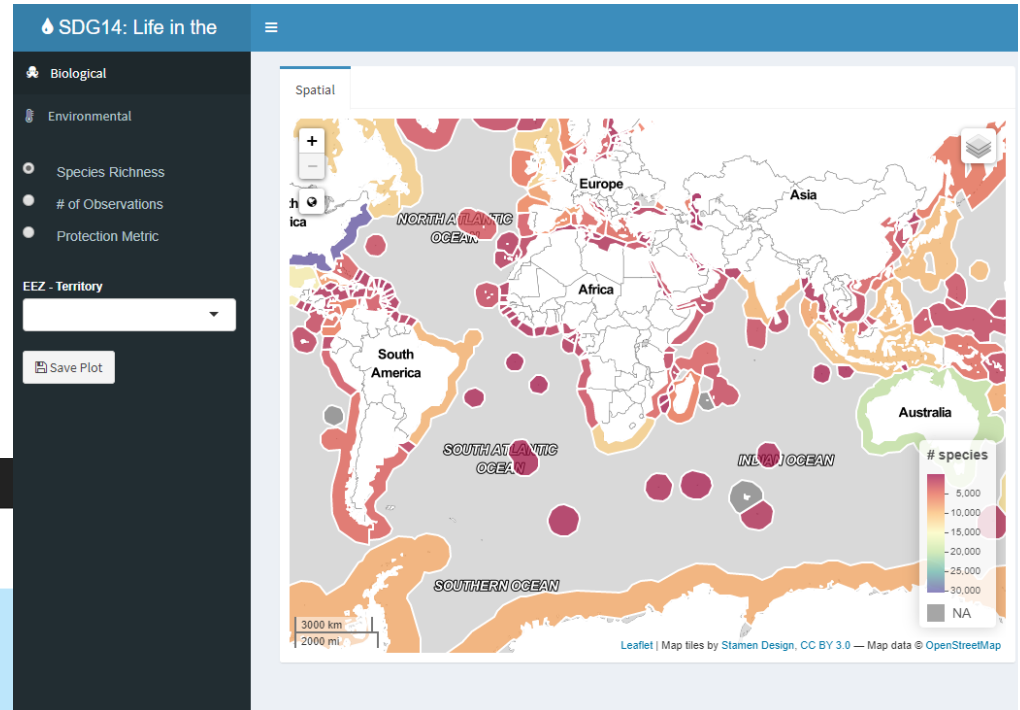 SDG14: Life in the
Biological
Environmental
Species Richness
# of Observations
Protection Metric
EEZ - Territory
Save Plot
Spatial
+
−
Europe
Asia
ica
NORTH ATLANTIC
OCEAN
Africa
South
America
Australia
SOUTH ATLANTIC
OCEAN
INDIAN OCEAN
# species
5,000
10,000
15,000
20,000
25,000
30,000
NA
SOUTHERN OCEAN
3000 km
2000 mi
Leaflet | Map tiles by Stamen Design, CC BY 3.0 — Map data © OpenStreetMap